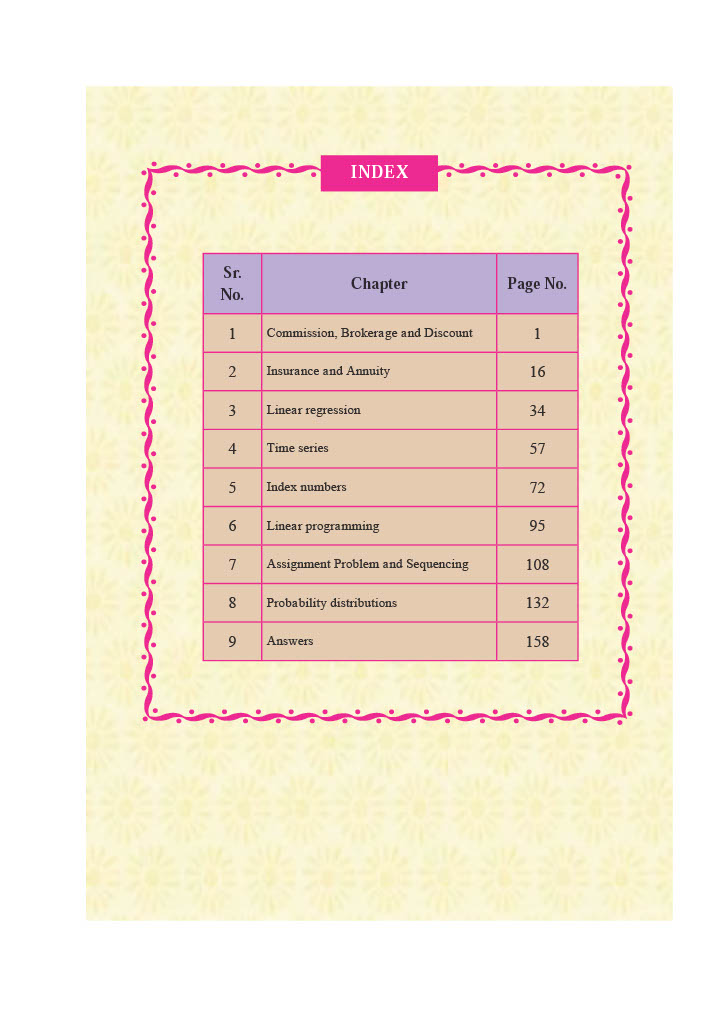 INDEX
Sr. No. Chapter Page No.
1 Commission, Brokerage and Discount 1
2 Insurance and Annuity 16
3 Linear regression 34
4 Time series 57
5 Index numbers 72
6 Linear programming 95
7 Assignment Problem and Sequencing 108
8 Probability distributions 132
9 Answers 158